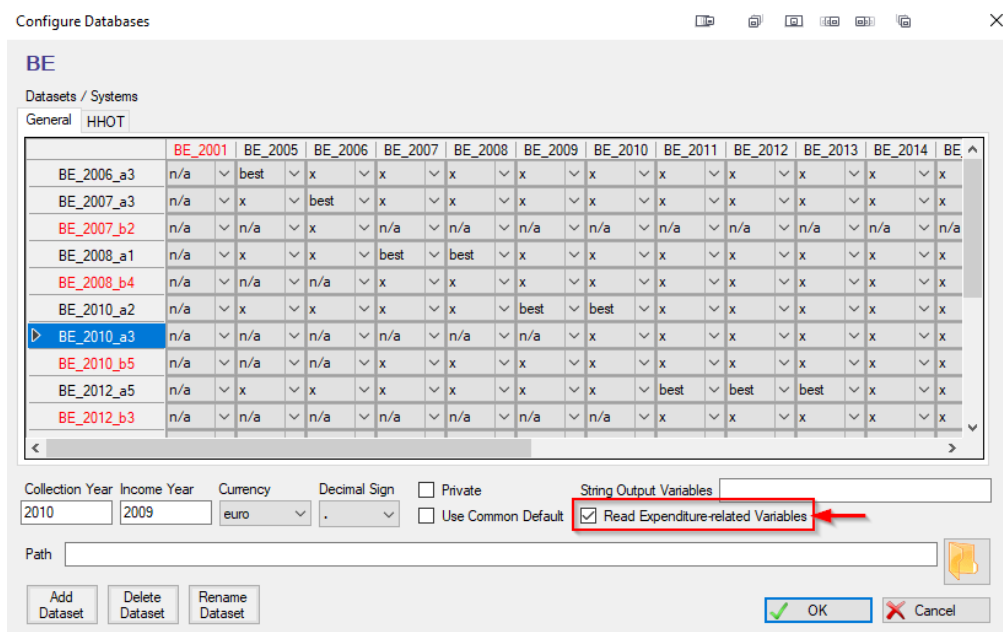 Configure Databases
BE
Datasets / Systems
General HHOT
BE_2001 BE_2005 BE_2006 BE_2007 BE_2008 BE_2009 BE_2010 BE_2011 BE_2012 BE_2013 BE_2014 BE_
BE_2006_a3 n/a best x x x x x x x x x x
BE_2007_a3 n/a x best x x x x x x x x x
BE_2007_b2 n/a n/a x n/a n/a n/a n/a n/a n/a n/a n/a n/a
BE_2008_a1 n/a x x best best x x x x x x x
BE_2008_b4 n/a n/a n/a x x x x x x x x x
BE_2010_a2 n/a x x x x best best x x x x x
BE_2010_a3 n/a n/a n/a n/a n/a n/a x x x x x x
BE_2010_b5 n/a n/a n/a n/a x x x x x x x x
BE_2012_a5 n/a x x x x x x best best best x x
BE_2012_b3 n/a n/a n/a n/a n/a n/a n/a x x x x x
Collection Year Income Year Currency Decimal Sign Private String Output Variables
2010 2009 euro . Use Common Default Read Expenditure-related Variables
Path
Add Dataset Delete Dataset Rename Dataset OK Cancel